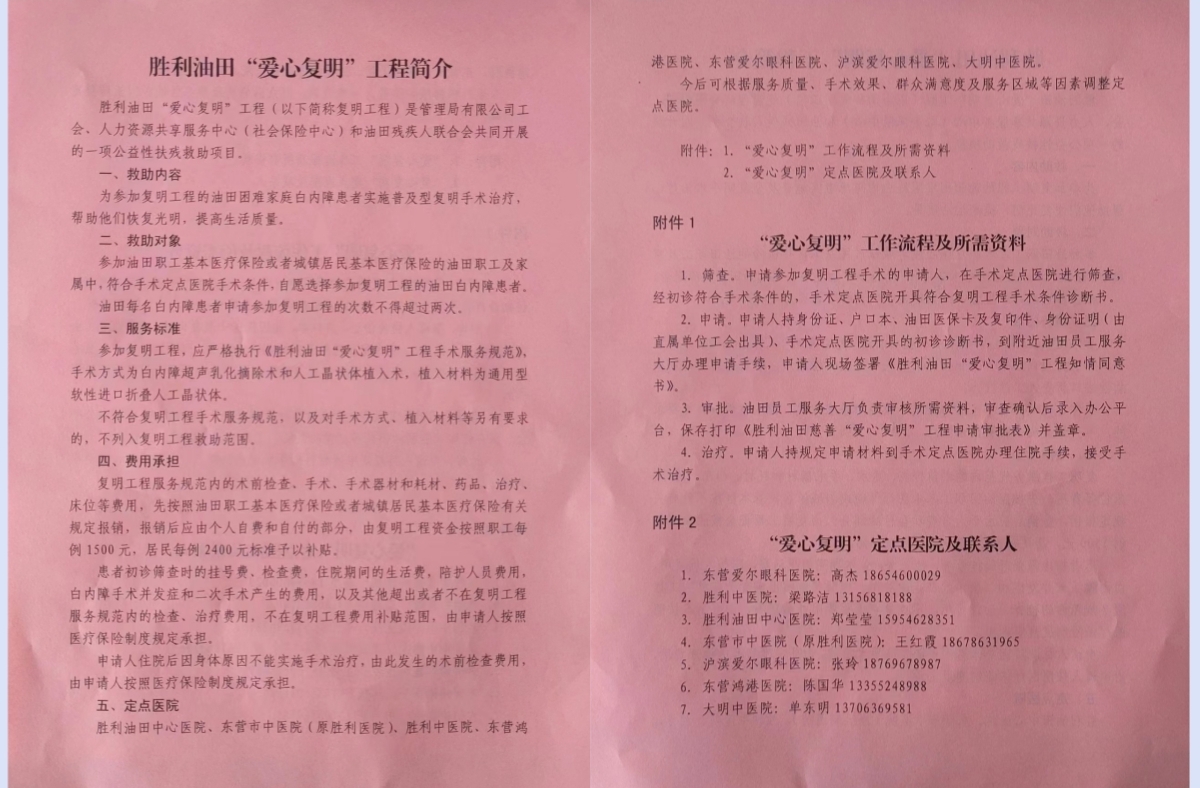 胜利油田“爱心复明”工程简介
胜利油田“爱心复明”工程（以下简称复明工程）是管理局有限公司工
会、人力资源共享服务中心（社会保险中心）和油田残疾人联合会共同开展
的一项公益性扶残救助项目。
一、救助内容
为参加复明工程的油田困难家庭白内障患者实施普及型复明手术治疗，
帮助他们恢复光明，提高生活质量。
二、救助对象
参加油田职工基本医疗保险或者城镇居民基本医疗保险的油田职工及家
属中，符合手术定点医院手术条件，自愿选择参加复明工程的油田白内障患者。
油田每名白内障患者申请参加复明工程的次数不得超过两次。
三、服务标准
参加复明工程，应严格执行《胜利油田“爱心复明”工程手术服务规范》，
手术方式为白内障超声乳化摘除术和人工晶状体植入术，植入材料为通用型
软性进口折叠人工晶状体。
不符合复明工程手术服务规范，以及对手术方式、植入材料等另有要求
的，不列入复明工程救助范围。
四、费用承担
复明工程服务规范内的术前检查、手术、手术器材和耗材、药品、治疗、
床位等费用，先按照油田职工基本医疗保险或者城镇居民基本医疗保险有关
规定报销，报销后应由个人自费和自付的部分，由复明工程资金按照职工每
例 1500 元，居民每例 2400 元标准予以补贴。
患者初诊筛查时的挂号费、检查费，住院期间的生活费，陪护人员费用，
白内障手术并发症和二次手术产生的费用，以及其他超出或者不在复明工程
服务规范内的检查、治疗费用，不在复明工程费用补贴范围，由申请人按照
医疗保险制度规定承担。
申请人住院后因身体原因不能实施手术治疗，由此发生的术前检查费用，
由申请人按照医疗保险制度规定承担。
五、定点医院
胜利油田中心医院、东营市中医院（原胜利医院）、胜利中医院、东营鸿
港医院、东营爱尔眼科医院、沪滨爱尔眼科医院、大明中医院。
今后可根据服务质量、手术效果、群众满意度及服务区域等因素调整定
点医院。
附件：1. “爱心复明”工作流程及所需资料
2. “爱心复明”定点医院及联系人
附件 1
“爱心复明”工作流程及所需资料
1. 筛查。申请参加复明工程手术的申请人，在手术定点医院进行筛查，
经初诊符合手术条件的，手术定点医院开具符合复明工程手术条件诊断书。
2. 申请。申请人持身份证、户口本、油田医保卡及复印件、身份证明（由
直属单位工会出具）、手术定点医院开具的初诊诊断书，到附近油田员工服务
大厅办理申请手续，申请人现场签署《胜利油田“爱心复明”工程知情同意
书》。
3. 审批。油田员工服务大厅负责审核所需资料，审查确认后录入办公平
台，保存打印《胜利油田慈善“爱心复明”工程申请审批表》并盖章。
4. 治疗。申请人持规定申请材料到手术定点医院办理住院手续，接受手
术治疗。
附件 2
“爱心复明”定点医院及联系人
1. 东营爱尔眼科医院：高杰 18654600029
2. 胜利中医院：梁路洁 13156818188
3. 胜利油田中心医院：郑莹莹 15954628351
4. 东营市中医院（原胜利医院）：王红霞 18678631965
5. 沪滨爱尔眼科医院：张玲 18769678987
6. 东营鸿港医院：陈国华 13355248988
7. 大明中医院：单东明 13706369581